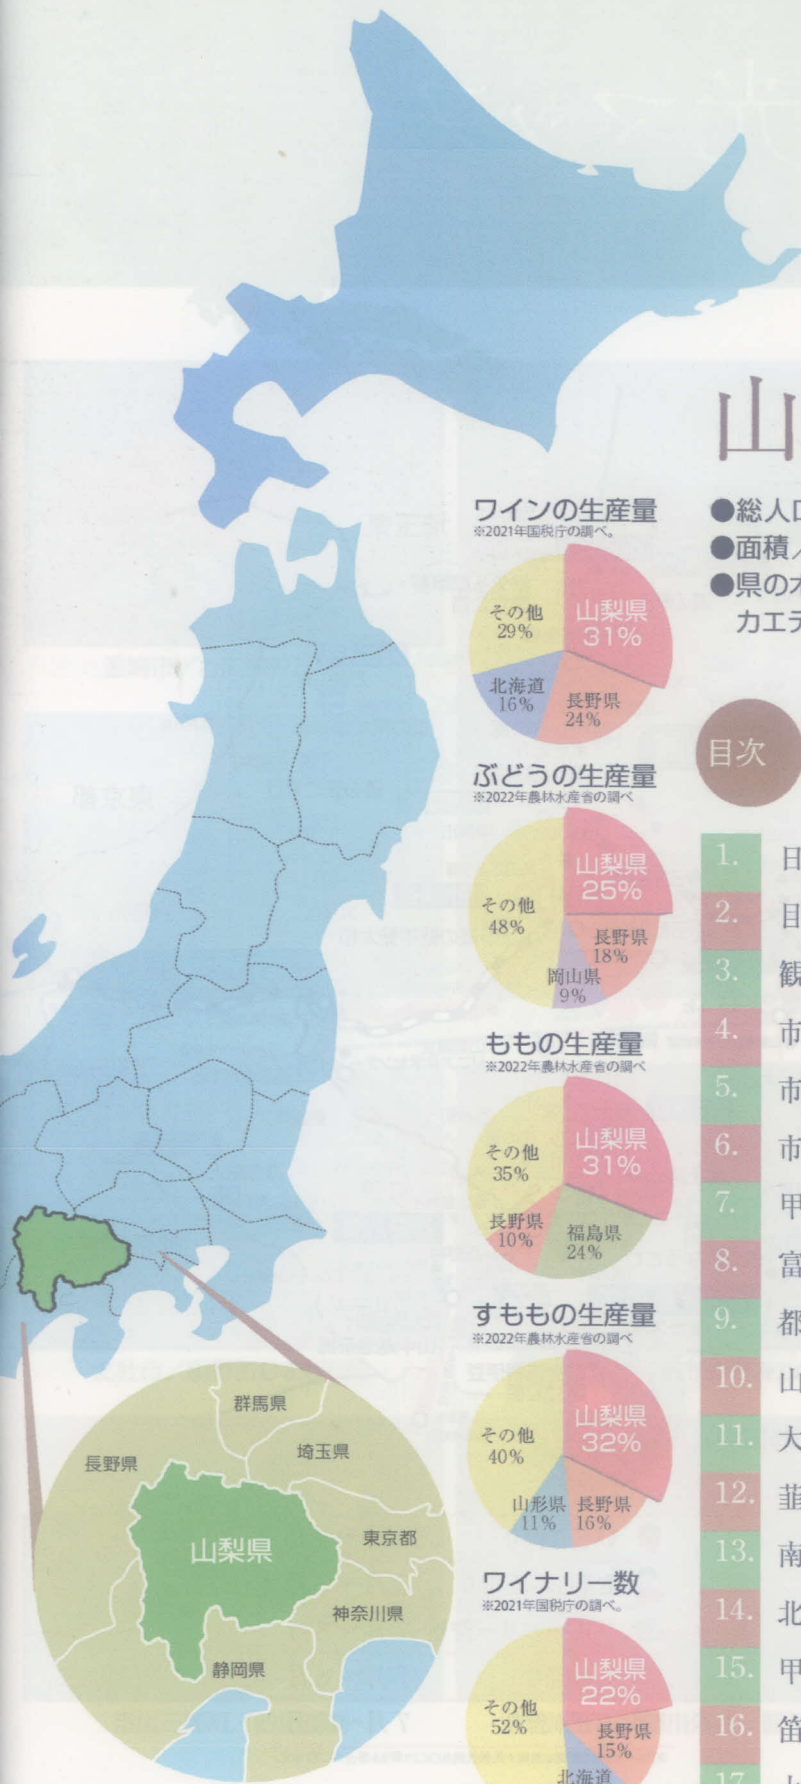 山
●総人口
●面積／
●県の木
カエデ
目次
ワインの生産量
※2021年国税庁の調べ。
山梨県
31%
長野県
24%
北海道
16%
その他
29%
ぶどうの生産量
※2022年農林水産省の調べ
山梨県
25%
長野県
18%
岡山県
9%
その他
48%
ももの生産量
※2022年農林水産省の調べ
山梨県
31%
福島県
24%
長野県
10%
その他
35%
すももの生産量
※2022年農林水産省の調べ
山梨県
32%
長野県
16%
山形県
11%
その他
40%
ワイナリー数
※2021年国税庁の調べ。
山梨県
22%
長野県
15%
北海道
その他
52%
1. 日
2. 目
3. 観
4. 市
5. 市
6. 市
7. 甲
8. 富
9. 都
10. 山
11. 大
12. 韮
13. 南
14. 北
15. 甲
16. 笛
17.
群馬県
埼玉県
長野県
山梨県
東京都
神奈川県
静岡県